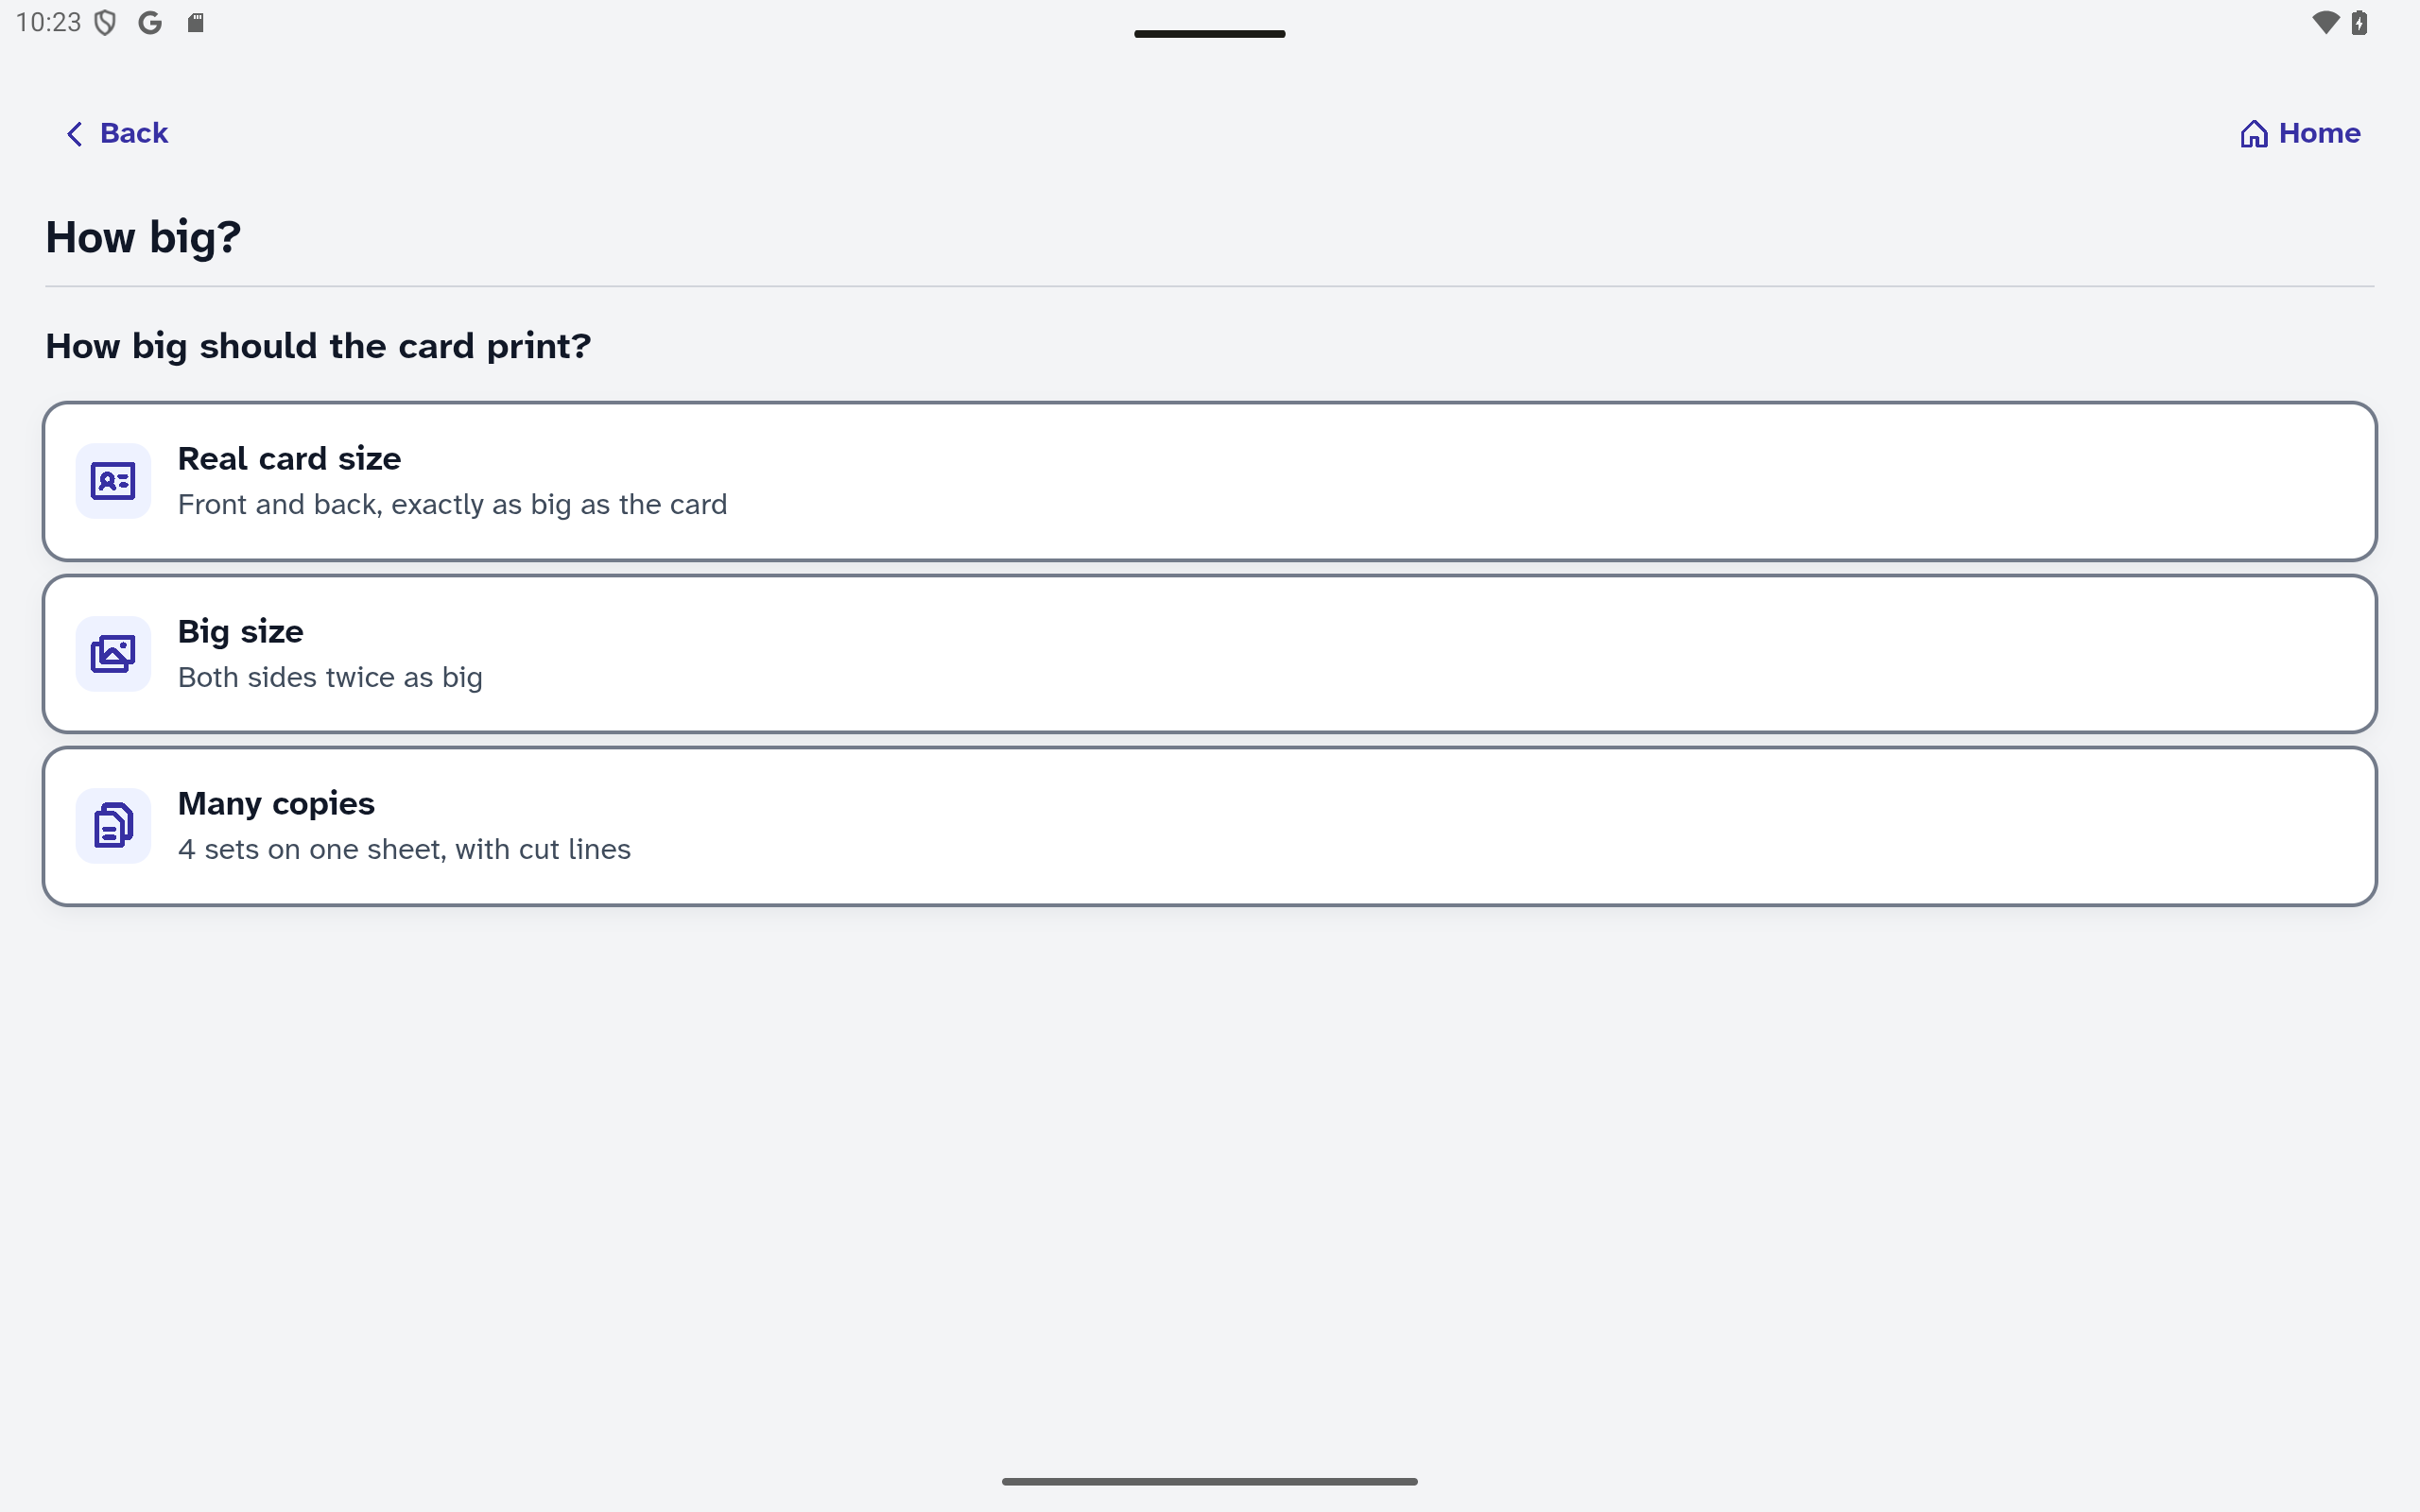 10:23
Back
Home
How big?
How big should the card print?
Real card size
Front and back, exactly as big as the card
Big size
Both sides twice as big
Many copies
4 sets on one sheet, with cut lines